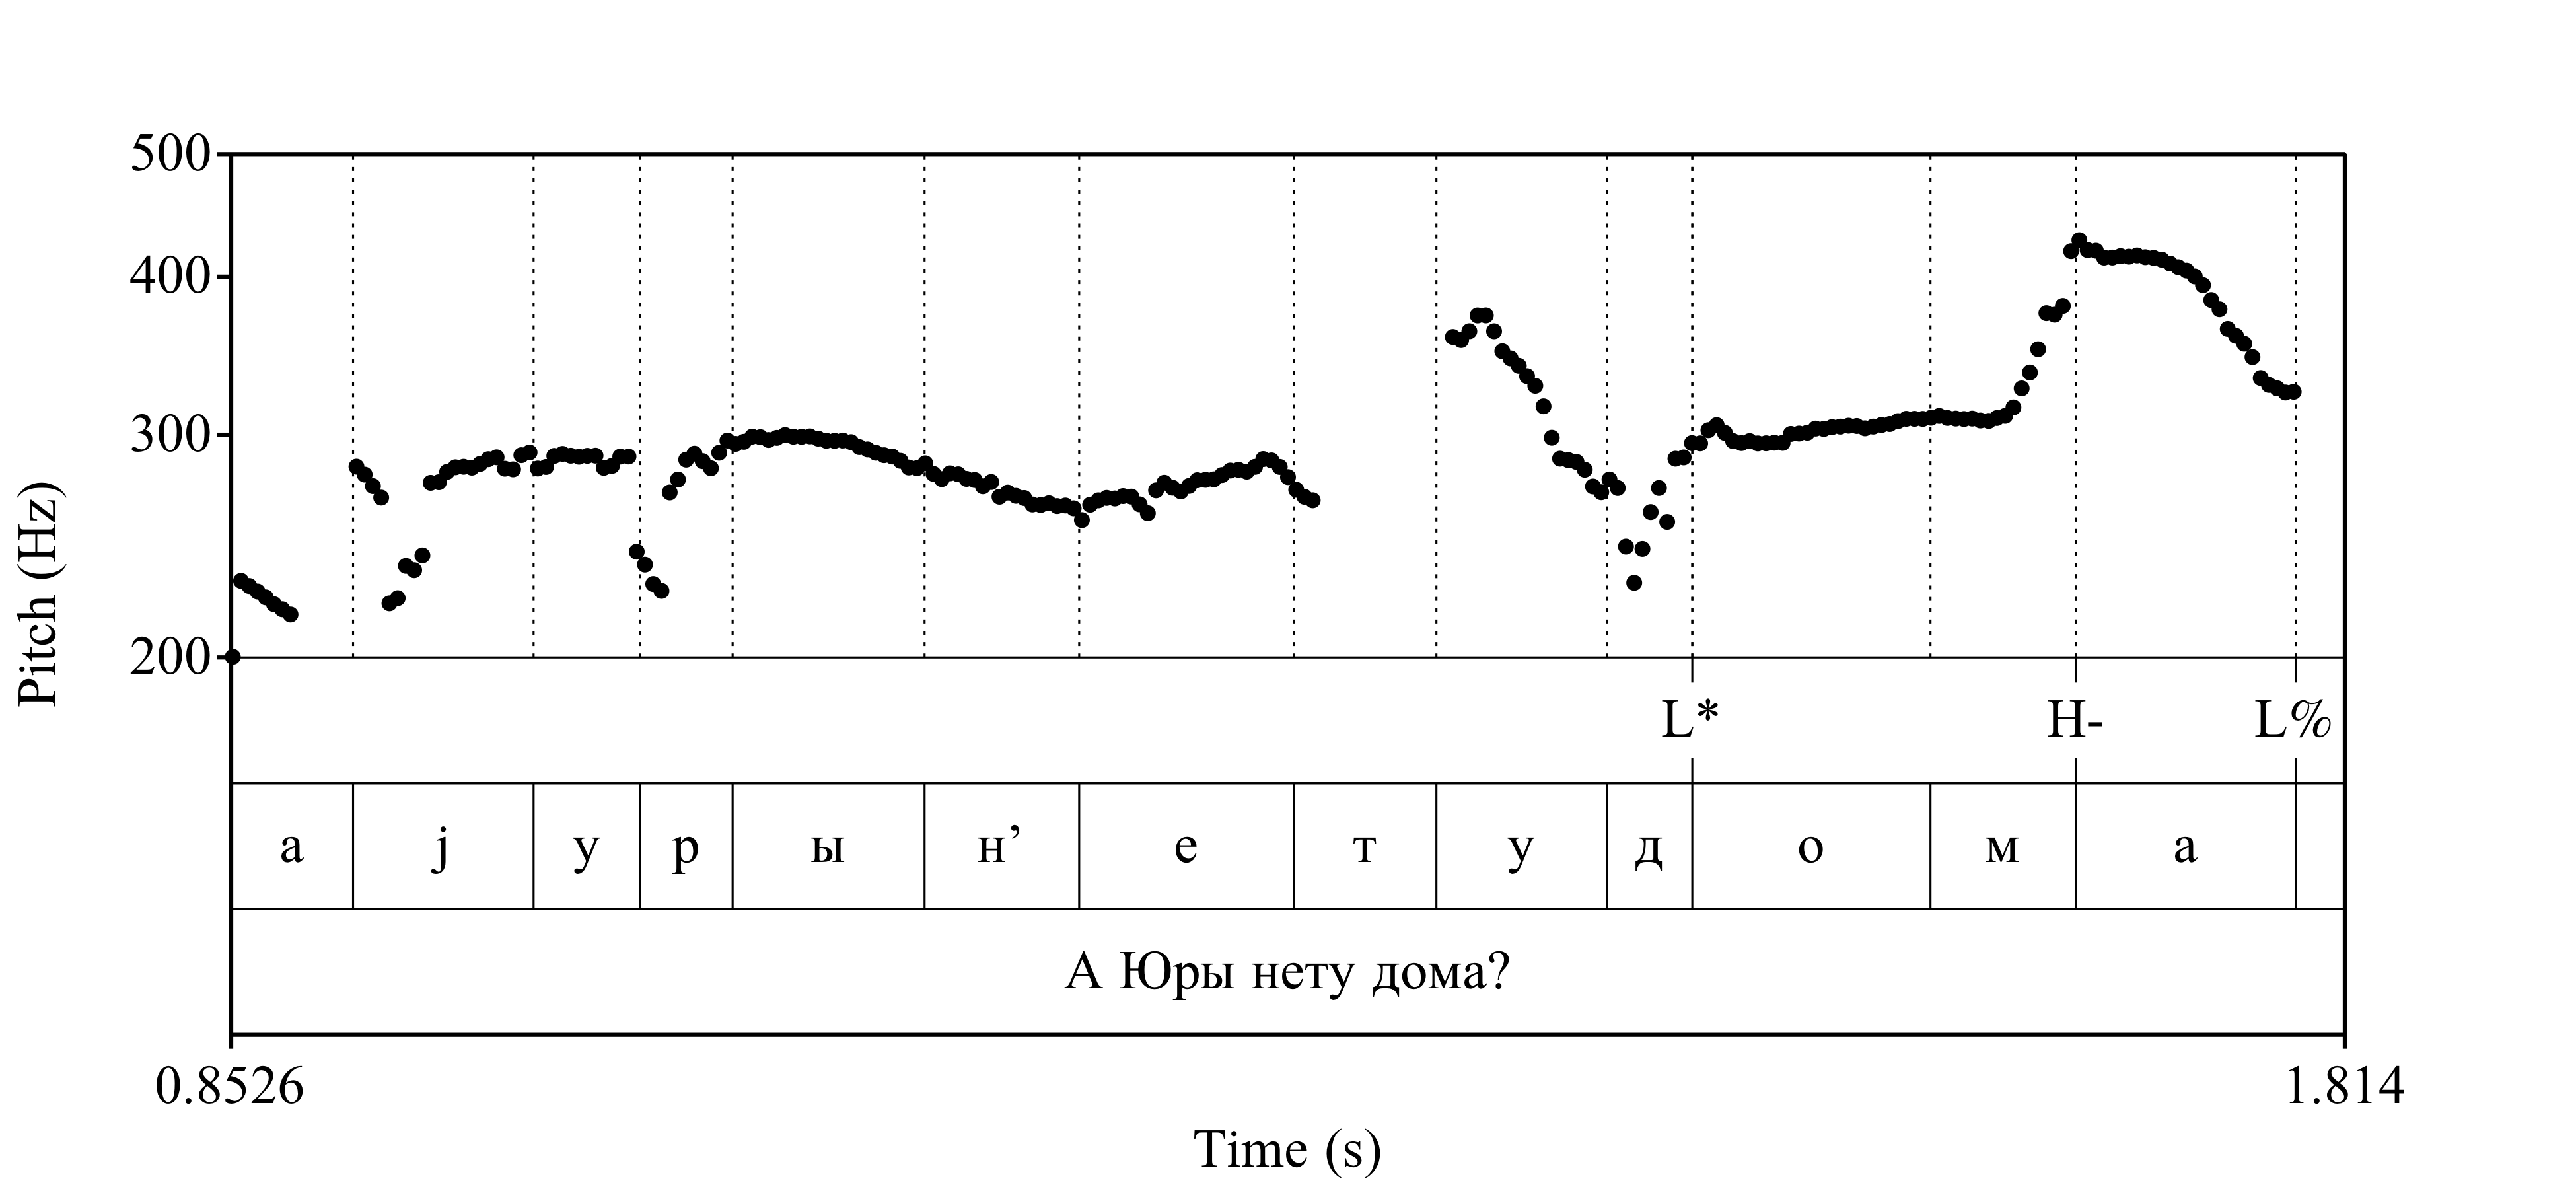 500
400
300
200
Pitch (Hz)
L* H- L%
а j у р ы н’ е т у д о м а
А Юры нету дома?
0.8526 1.814
Time (s)